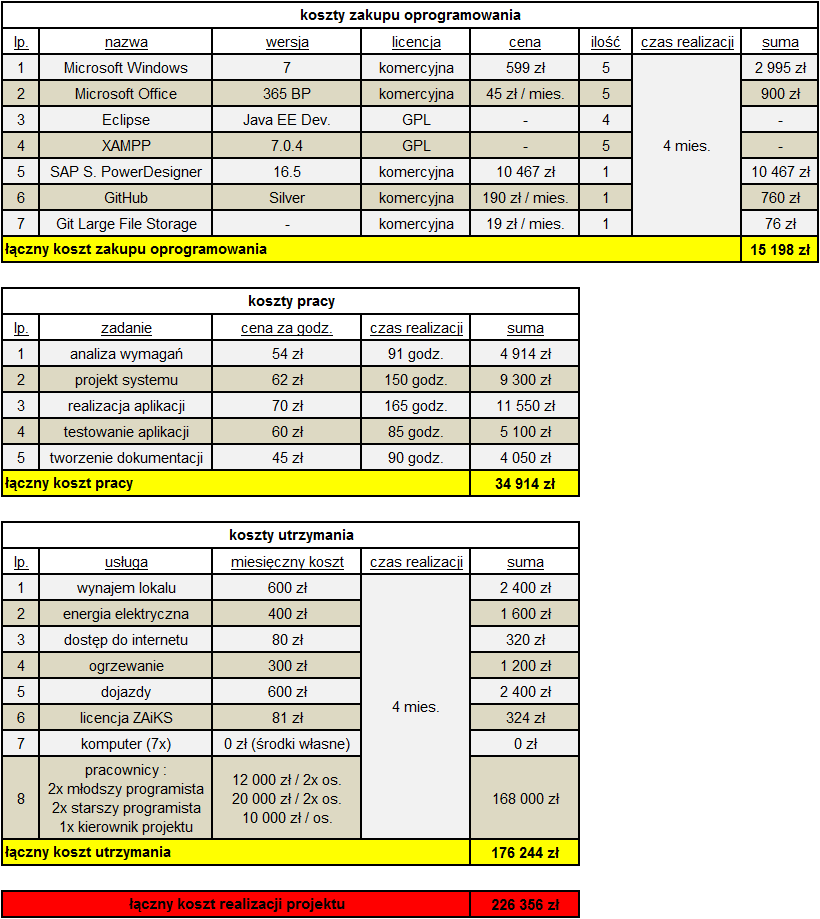 koszty zakupu oprogramowania
lp. nazwa wersja licencja cena ilość czas realizacji suma
1 Microsoft Windows 7 komercyjna 599 zł 5 4 mies. 2 995 zł
2 Microsoft Office 365 BP komercyjna 45 zł / mies. 5 900 zł
3 Eclipse Java EE Dev. GPL - 4 -
4 XAMPP 7.0.4 GPL - 5 -
5 SAP S. PowerDesigner 16.5 komercyjna 10 467 zł 1 10 467 zł
6 GitHub Silver komercyjna 190 zł / mies. 1 760 zł
7 Git Large File Storage - komercyjna 19 zł / mies. 1 76 zł
łączny koszt zakupu oprogramowania 15 198 zł
koszty pracy
lp. zadanie cena za godz. czas realizacji suma
1 analiza wymagań 54 zł 91 godz. 4 914 zł
2 projekt systemu 62 zł 150 godz. 9 300 zł
3 realizacja aplikacji 70 zł 165 godz. 11 550 zł
4 testowanie aplikacji 60 zł 85 godz. 5 100 zł
5 tworzenie dokumentacji 45 zł 90 godz. 4 050 zł
łączny koszt pracy 34 914 zł
koszty utrzymania
lp. usługa miesięczny koszt czas realizacji suma
1 wynajem lokalu 600 zł 4 mies. 2 400 zł
2 energia elektryczna 400 zł 1 600 zł
3 dostęp do internetu 80 zł 320 zł
4 ogrzewanie 300 zł 1 200 zł
5 dojazdy 600 zł 2 400 zł
6 licencja ZAiKS 81 zł 324 zł
7 komputer (7x) 0 zł (środki własne) 0 zł
8 pracownicy :
2x młodszy programista 12 000 zł / 2x os.
2x starszy programista 20 000 zł / 2x os. 168 000 zł
1x kierownik projektu 10 000 zł / os.
łączny koszt utrzymania 176 244 zł
łączny koszt realizacji projektu 226 356 zł